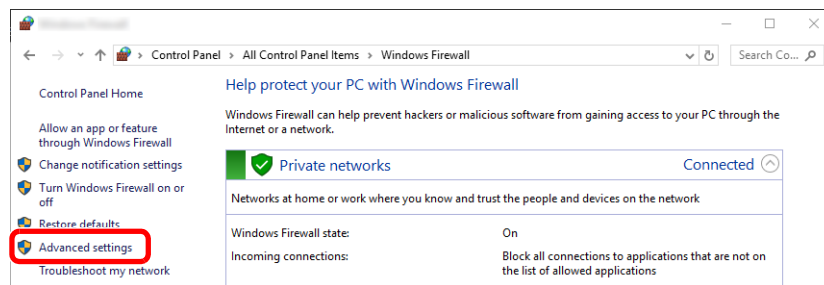 Control Panel > All Control Panel Items > Windows Firewall
Search Co...
Control Panel Home
Allow an app or feature
through Windows Firewall
Change notification settings
Turn Windows Firewall on or
off
Restore defaults
Advanced settings
Troubleshoot my network
Help protect your PC with Windows Firewall
Windows Firewall can help prevent hackers or malicious software from gaining access to your PC through the
Internet or a network.
Private networks
Connected
Networks at home or work where you know and trust the people and devices on the network
Windows Firewall state:
On
Incoming connections:
Block all connections to applications that are not on
the list of allowed applications